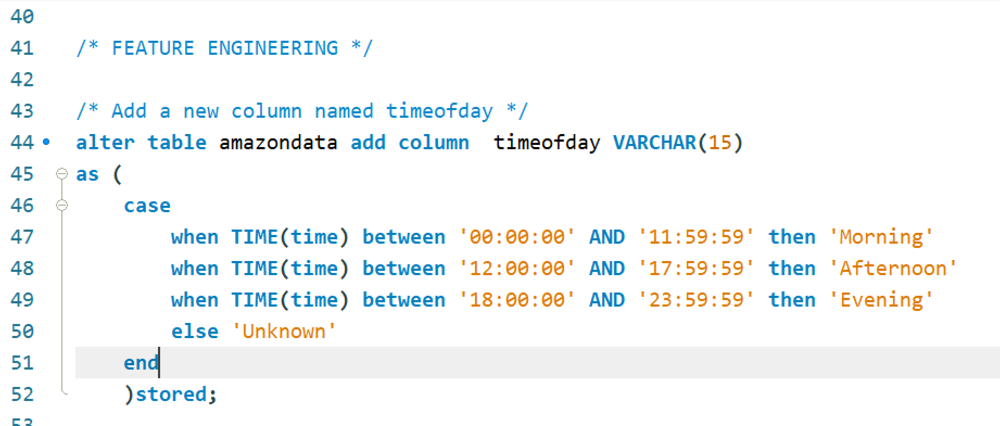 40
41 /* FEATURE ENGINEERING */
42
43 /* Add a new column named timeofday */
44 alter table amazondata add column  timeofday VARCHAR(15)
45 as (
46 case
47 when TIME(time) between '00:00:00' AND '11:59:59' then 'Morning'
48 when TIME(time) between '12:00:00' AND '17:59:59' then 'Afternoon'
49 when TIME(time) between '18:00:00' AND '23:59:59' then 'Evening'
50 else 'Unknown'
51 end
52 )stored;
53